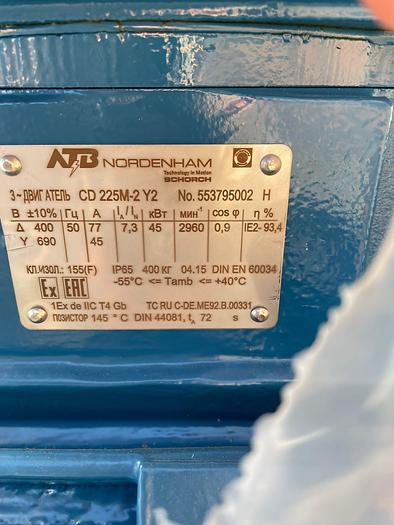 ATB NORDENHAM
Technology in Motion
SCHORCH
3~ДВИГАТЕЛЬ CD 225M-2 У2 No. 553795002 H
В ±10% Гц А IA/IN кВт мин-¹ cos φ η %
Δ 400 50 77 7,3 45 2960 0,9 IE2- 93,4
Y 690 45
КЛ.ИЗОЛ.: 155(F) IP65 400 КГ 04.15 DIN EN 60034
Ex EAC -55°C <= Tamb <= +40°C
1Ex de IIC T4 Gb TC RU C-DE.ME92.B.00331
ПОЗИСТОР 145 °C DIN 44081, tA 72 s